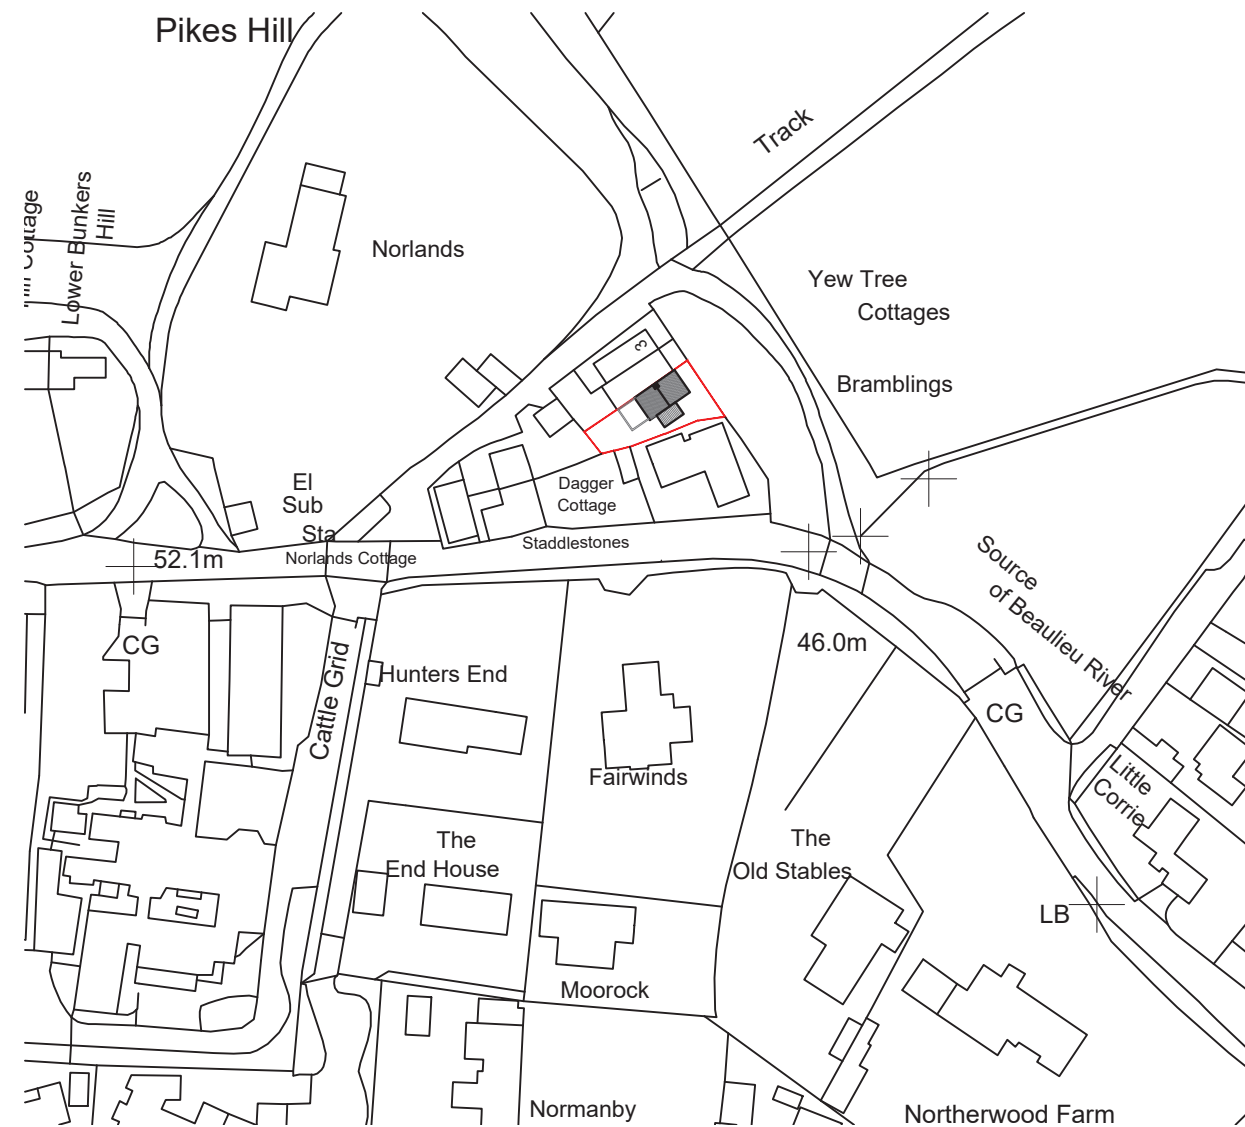 Pikes Hill
Track
Cottage
Lower Bunkers
Hill
Norlands
Yew Tree
Cottages
3
Bramblings
El
Sub
Sta
Dagger
Cottage
Staddlestones
Norlands Cottage
52.1m
Source
of Beaulieu River
46.0m
CG
Cattle Grid
Hunters End
CG
Fairwinds
Little
Corrie
The
End House
The
Old Stables
LB
Moorock
Normanby
Northerwood Farm